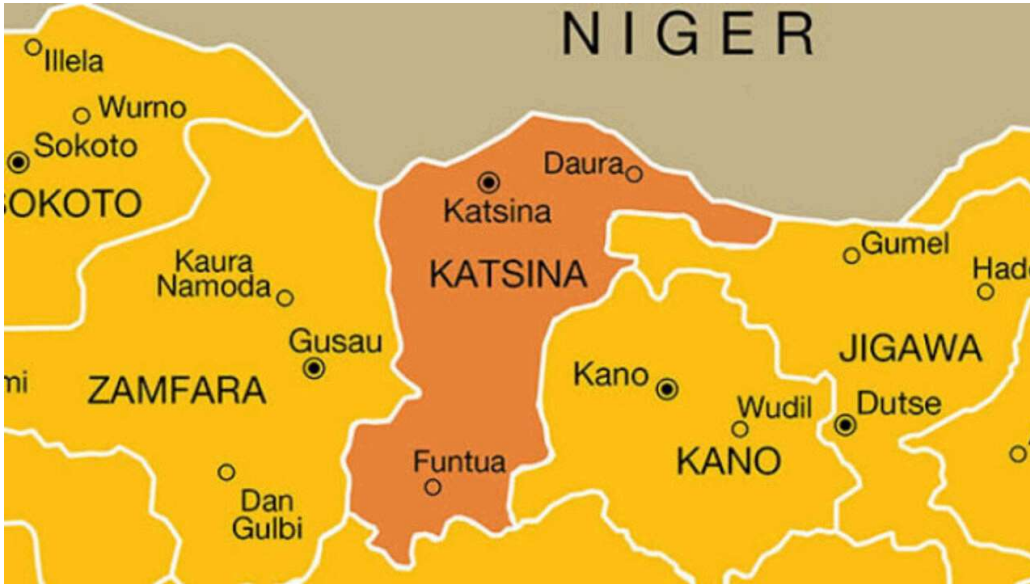 NIGER
Illela
Wurno
Sokoto
OKOTO
Daura
Katsina
KATSINA
Gumel
Kaura
Namoda
Gusau
ZAMFARA
JIGAWA
Kano
Wudil
Dutse
KANO
Funtua
Dan
Gulbi